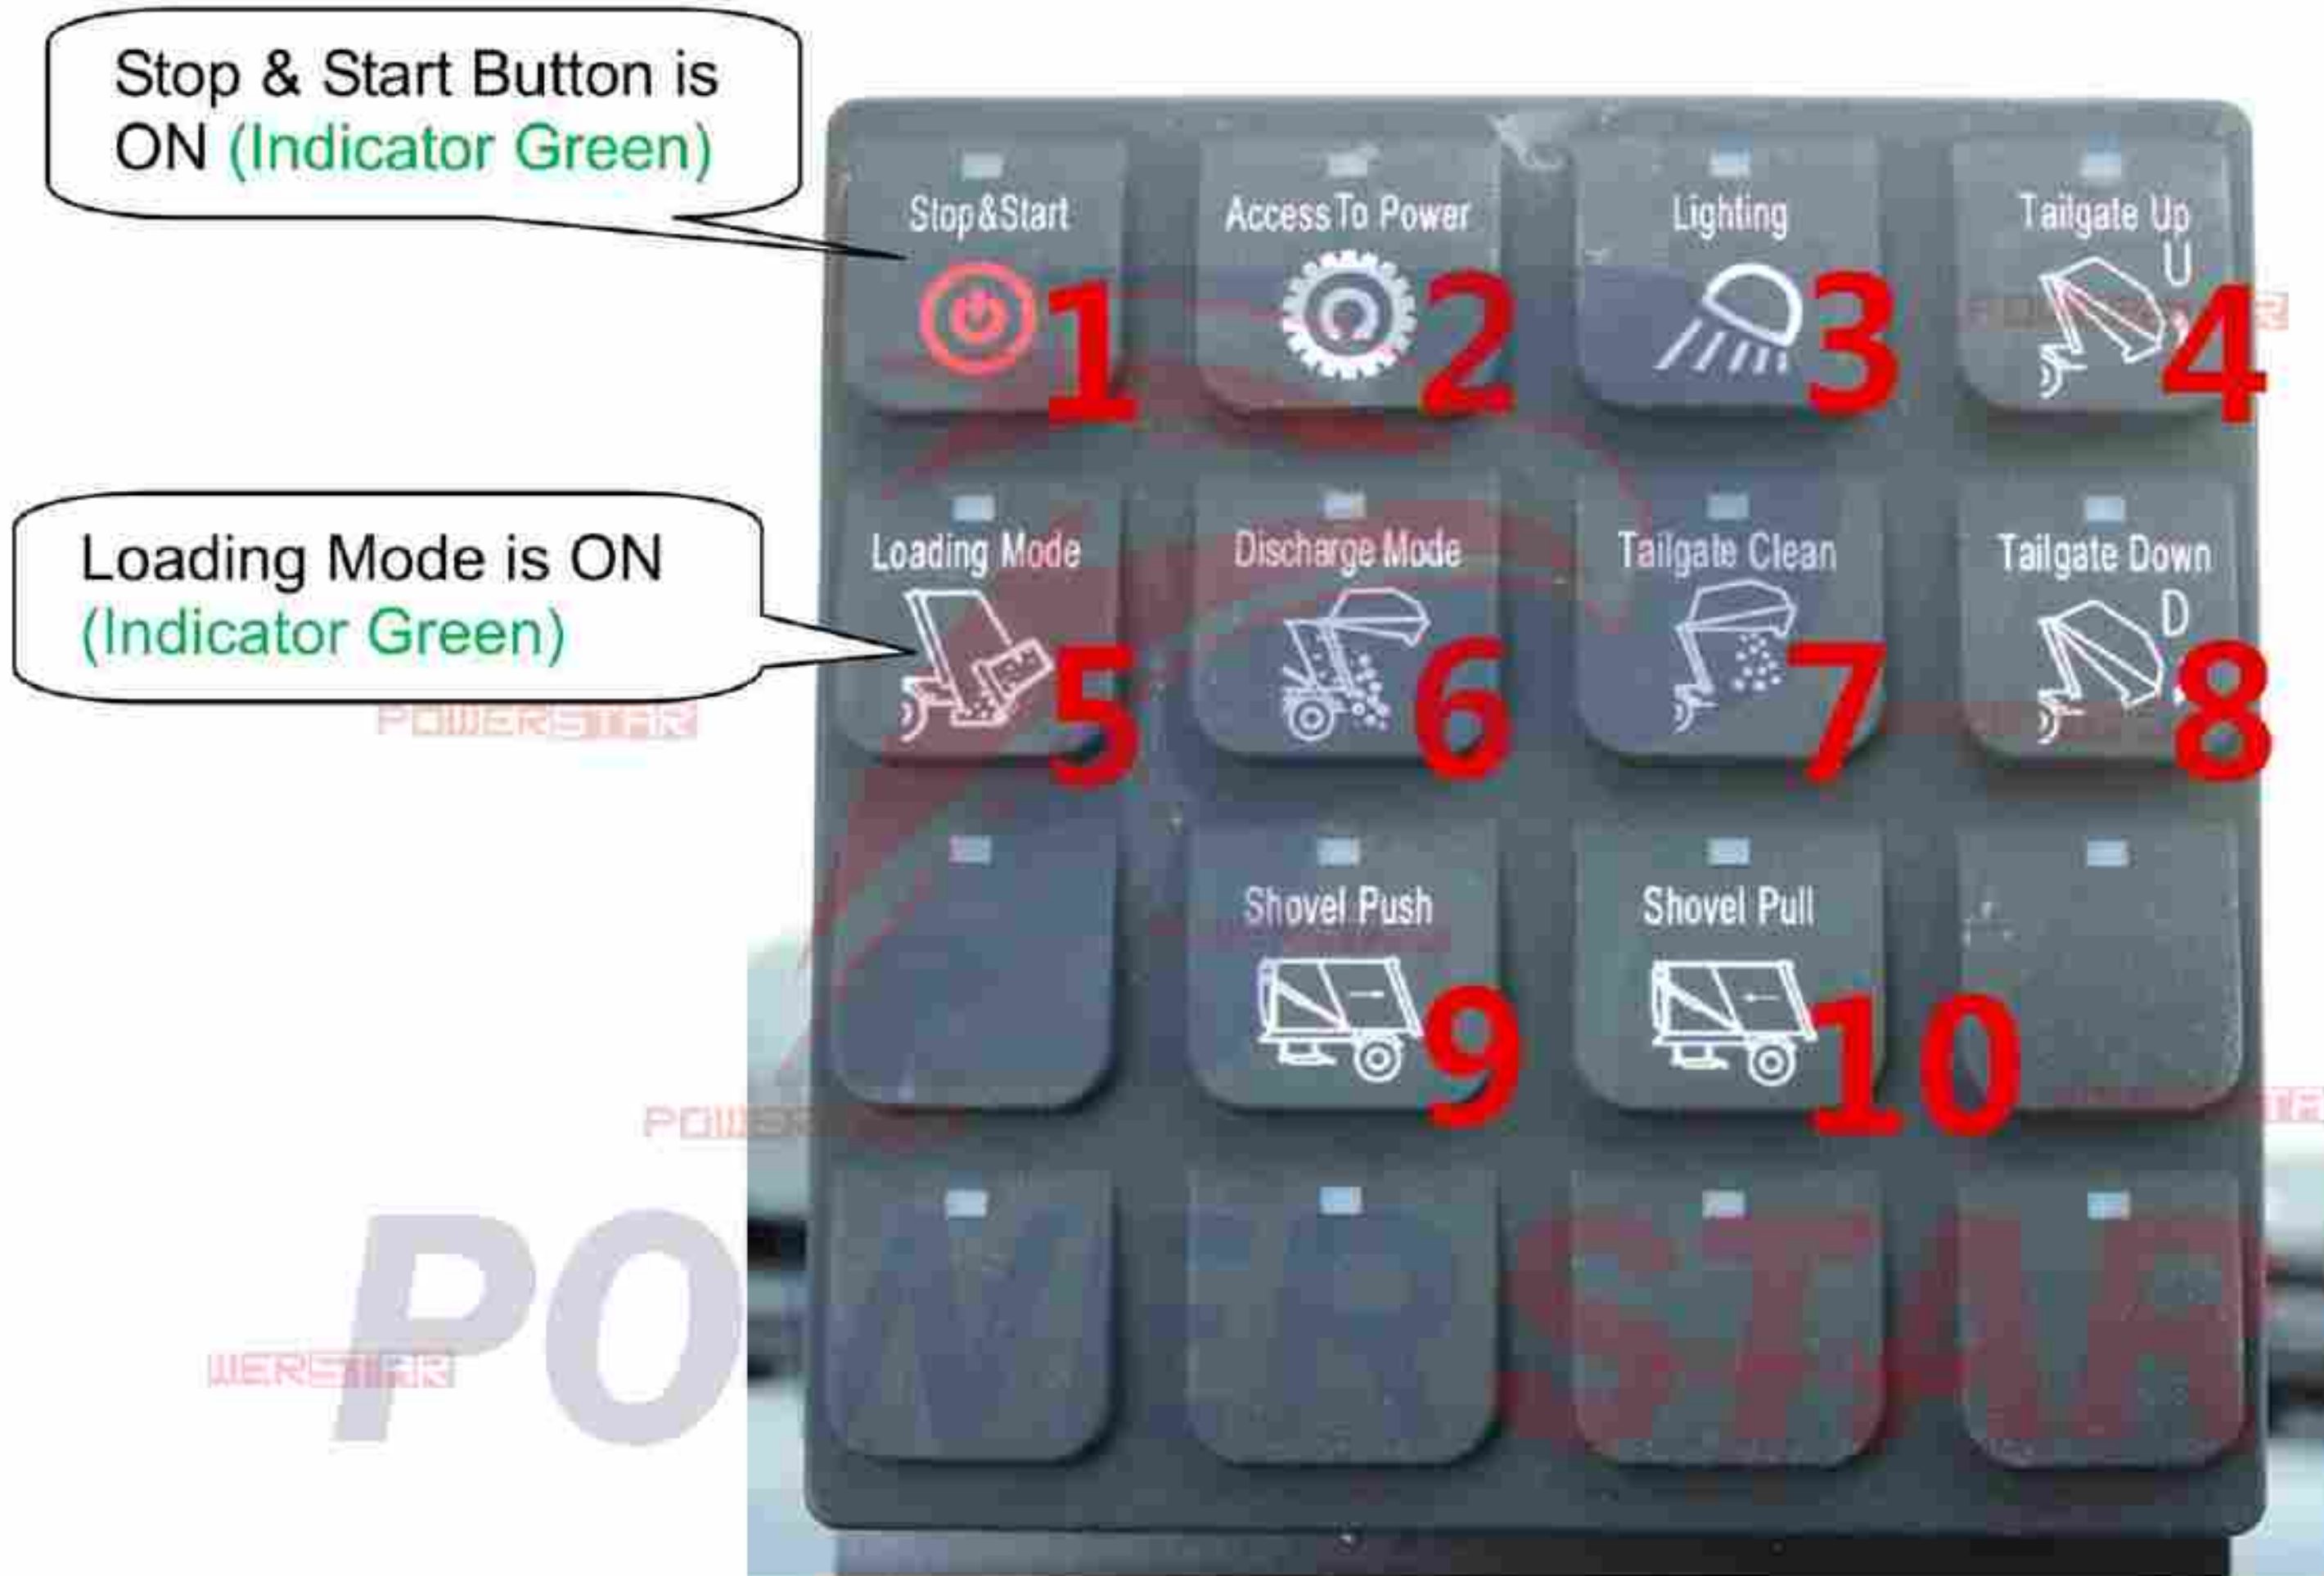 Stop & Start Button is
ON (Indicator Green)
Stop&Start
Access To Power
Lighting
Tailgate Up
U
1
2
3
4
Loading Mode is ON
(Indicator Green)
Loading Mode
Discharge Mode
Tailgate Clean
Tailgate Down
D
5
6
7
8
POWERSTAR
Shovel Push
Shovel Pull
9
10
POWERSTAR
WERSTAR